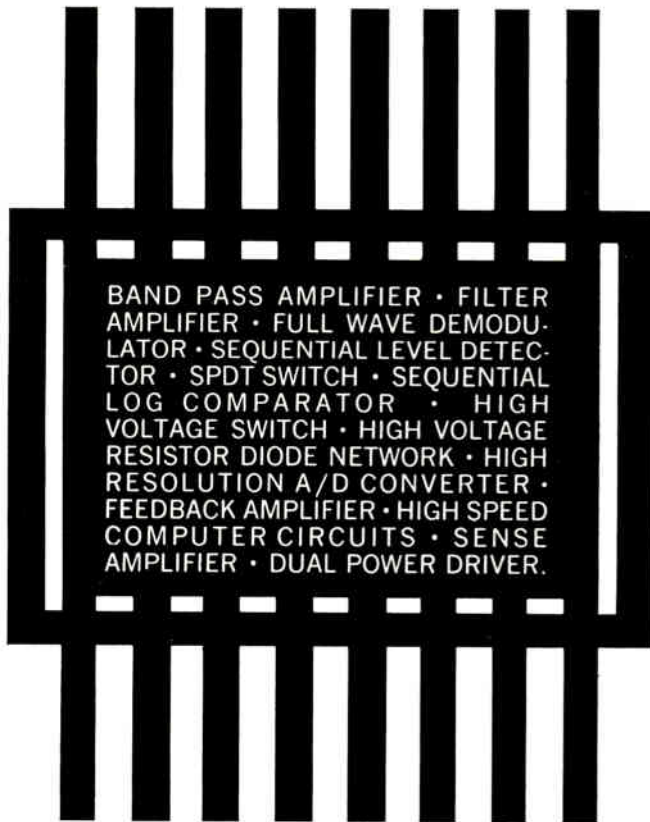 BAND PASS AMPLIFIER · FILTER
AMPLIFIER · FULL WAVE DEMODU-
LATOR · SEQUENTIAL LEVEL DETEC-
TOR · SPDT SWITCH · SEQUENTIAL
LOG COMPARATOR · HIGH
VOLTAGE SWITCH · HIGH VOLTAGE
RESISTOR DIODE NETWORK · HIGH
RESOLUTION A/D CONVERTER ·
FEEDBACK AMPLIFIER · HIGH SPEED
COMPUTER CIRCUITS · SENSE
AMPLIFIER · DUAL POWER DRIVER.